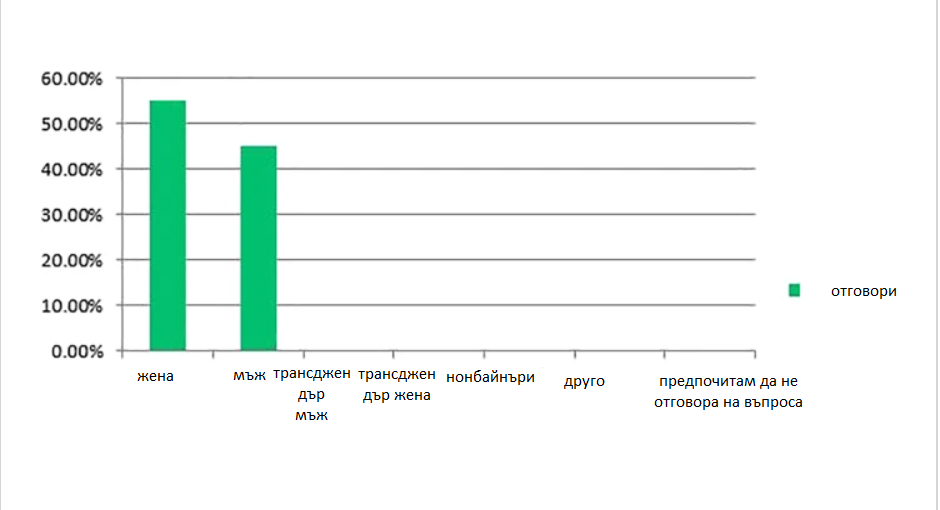 60.00%
50.00%
40.00%
30.00%
20.00%
10.00%
0.00%
отговори
жена
мъж
трансджен
дър
мъж
трансджен
дър жена
нонбайнъри
друго
предпочитам да не
отговора на въпроса